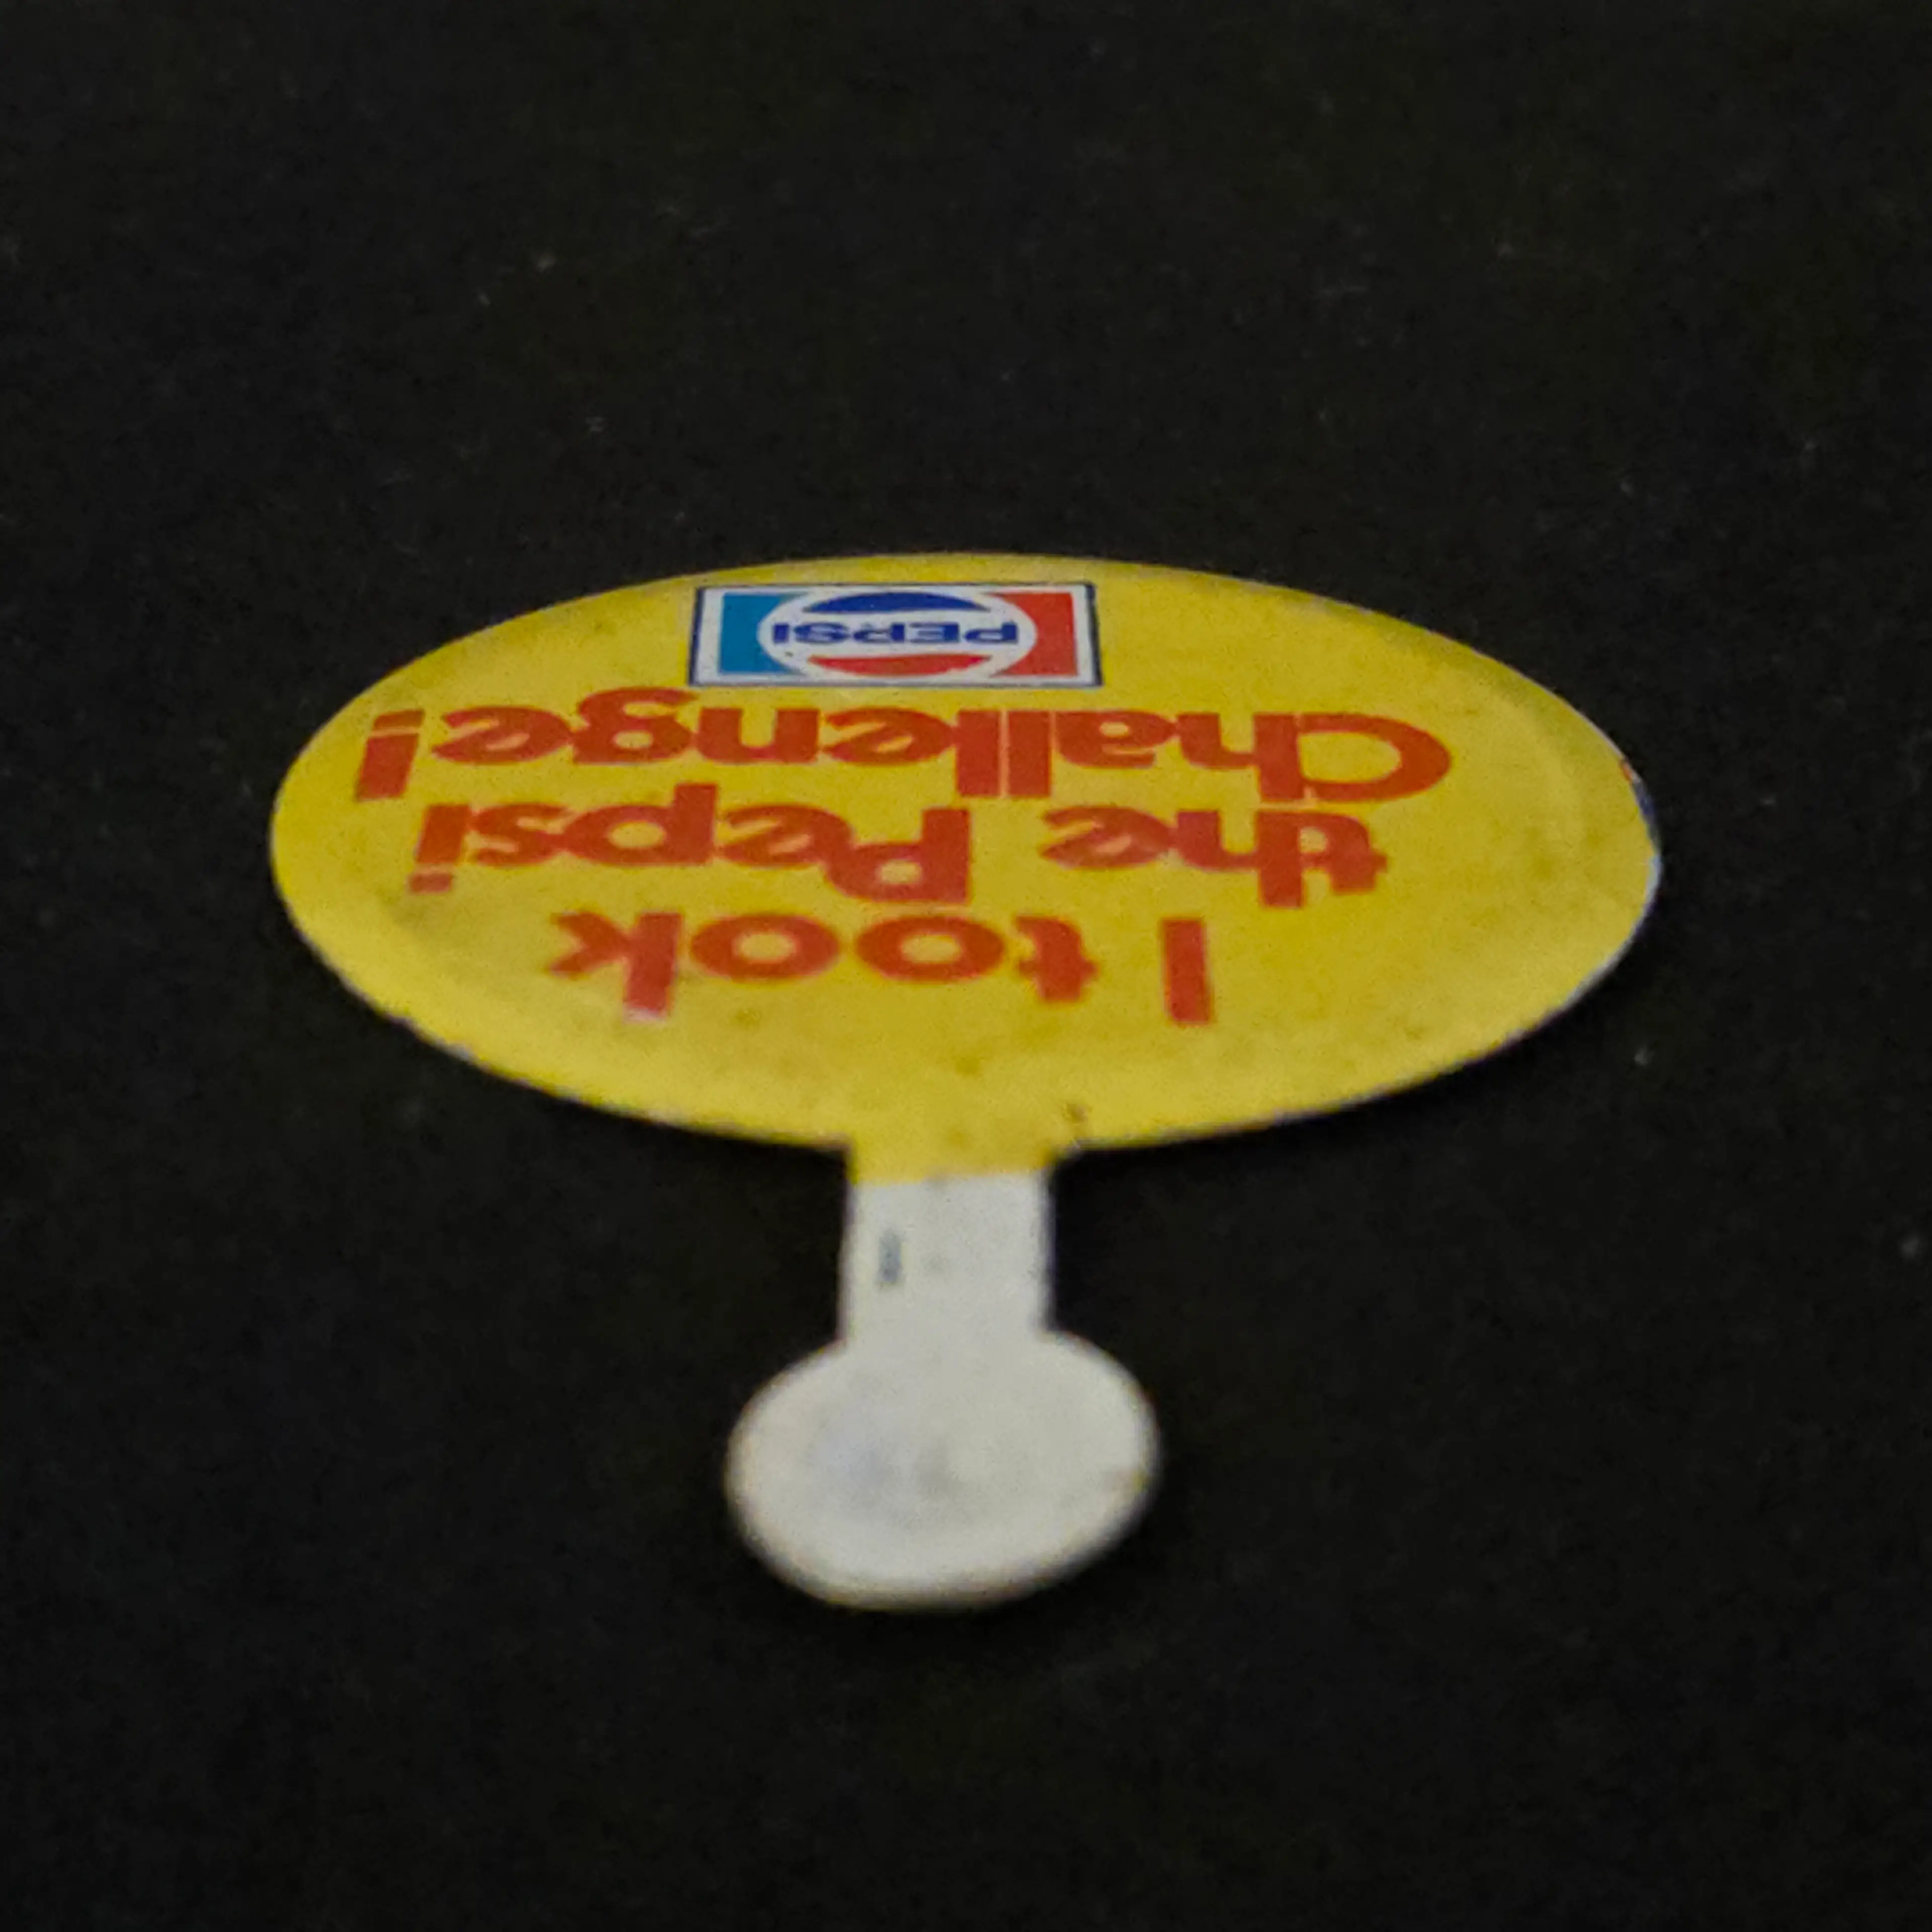 I took
the Pepsi
Challenge!
PEPSI